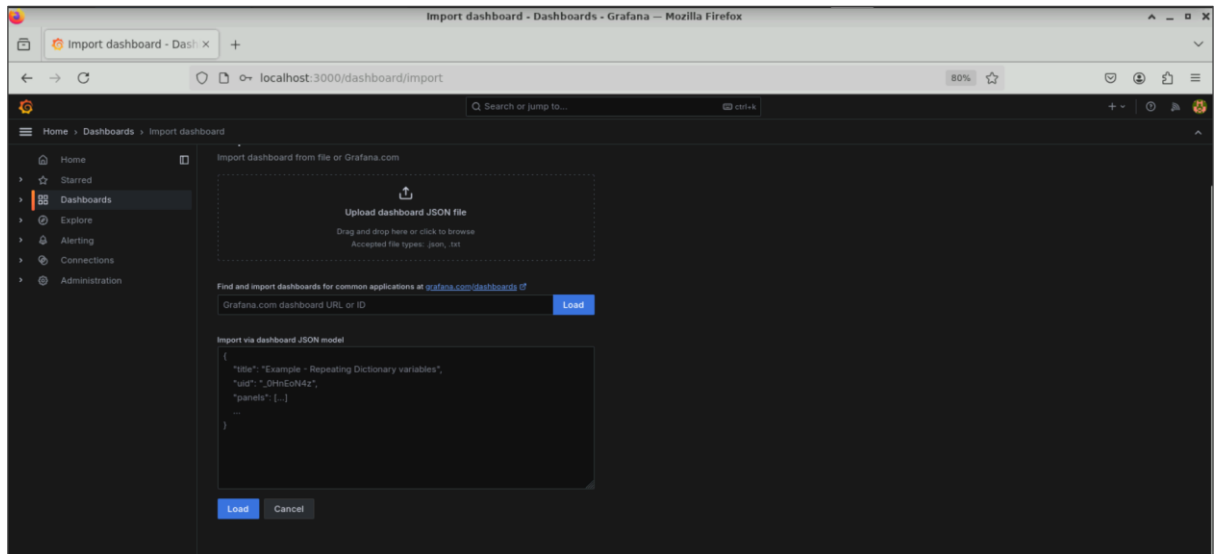 Import dashboard - Dashboards - Grafana — Mozilla Firefox
Import dashboard - Dash
localhost:3000/dashboard/import
80%
Search or jump to...
ctrl+k
Home › Dashboards › Import dashboard
Home
Starred
Dashboards
Explore
Alerting
Connections
Administration
Import dashboard from file or Grafana.com
Upload dashboard JSON file
Drag and drop here or click to browse
Accepted file types: .json, .txt
Find and import dashboards for common applications at grafana.com/dashboards
Grafana.com dashboard URL or ID
Load
Import via dashboard JSON model
{
"title": "Example - Repeating Dictionary variables",
"uid": "_0HnEoN4z",
"panels": [...]
...
}
Load
Cancel